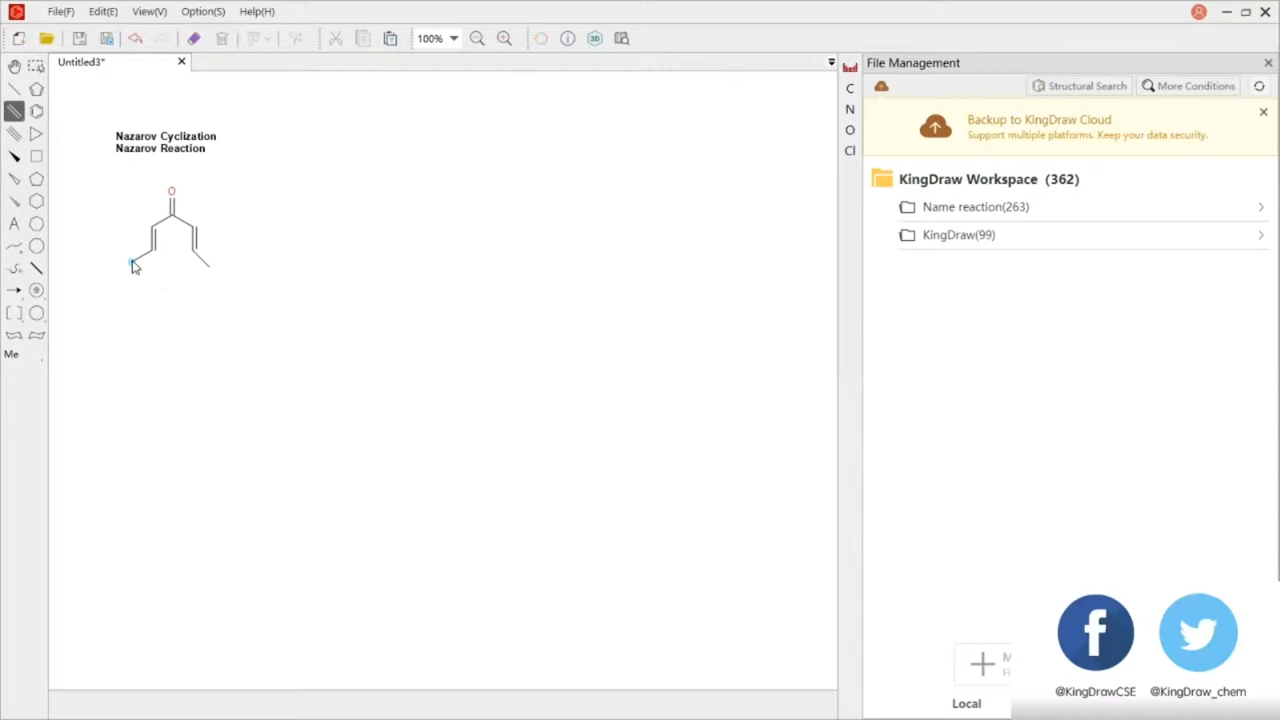 File(F) Edit(E) View(V) Option(S) Help(H)
100%
Untitled3*
File Management
Structural Search More Conditions
Backup to KingDraw Cloud
Support multiple platforms. Keep your data security.
KingDraw Workspace (362)
Name reaction(263)
KingDraw(99)
C
N
O
Cl
Nazarov Cyclization
Nazarov Reaction
O
A
Me
3D
M
Fi
Local
@KingDrawCSE @KingDraw_chem